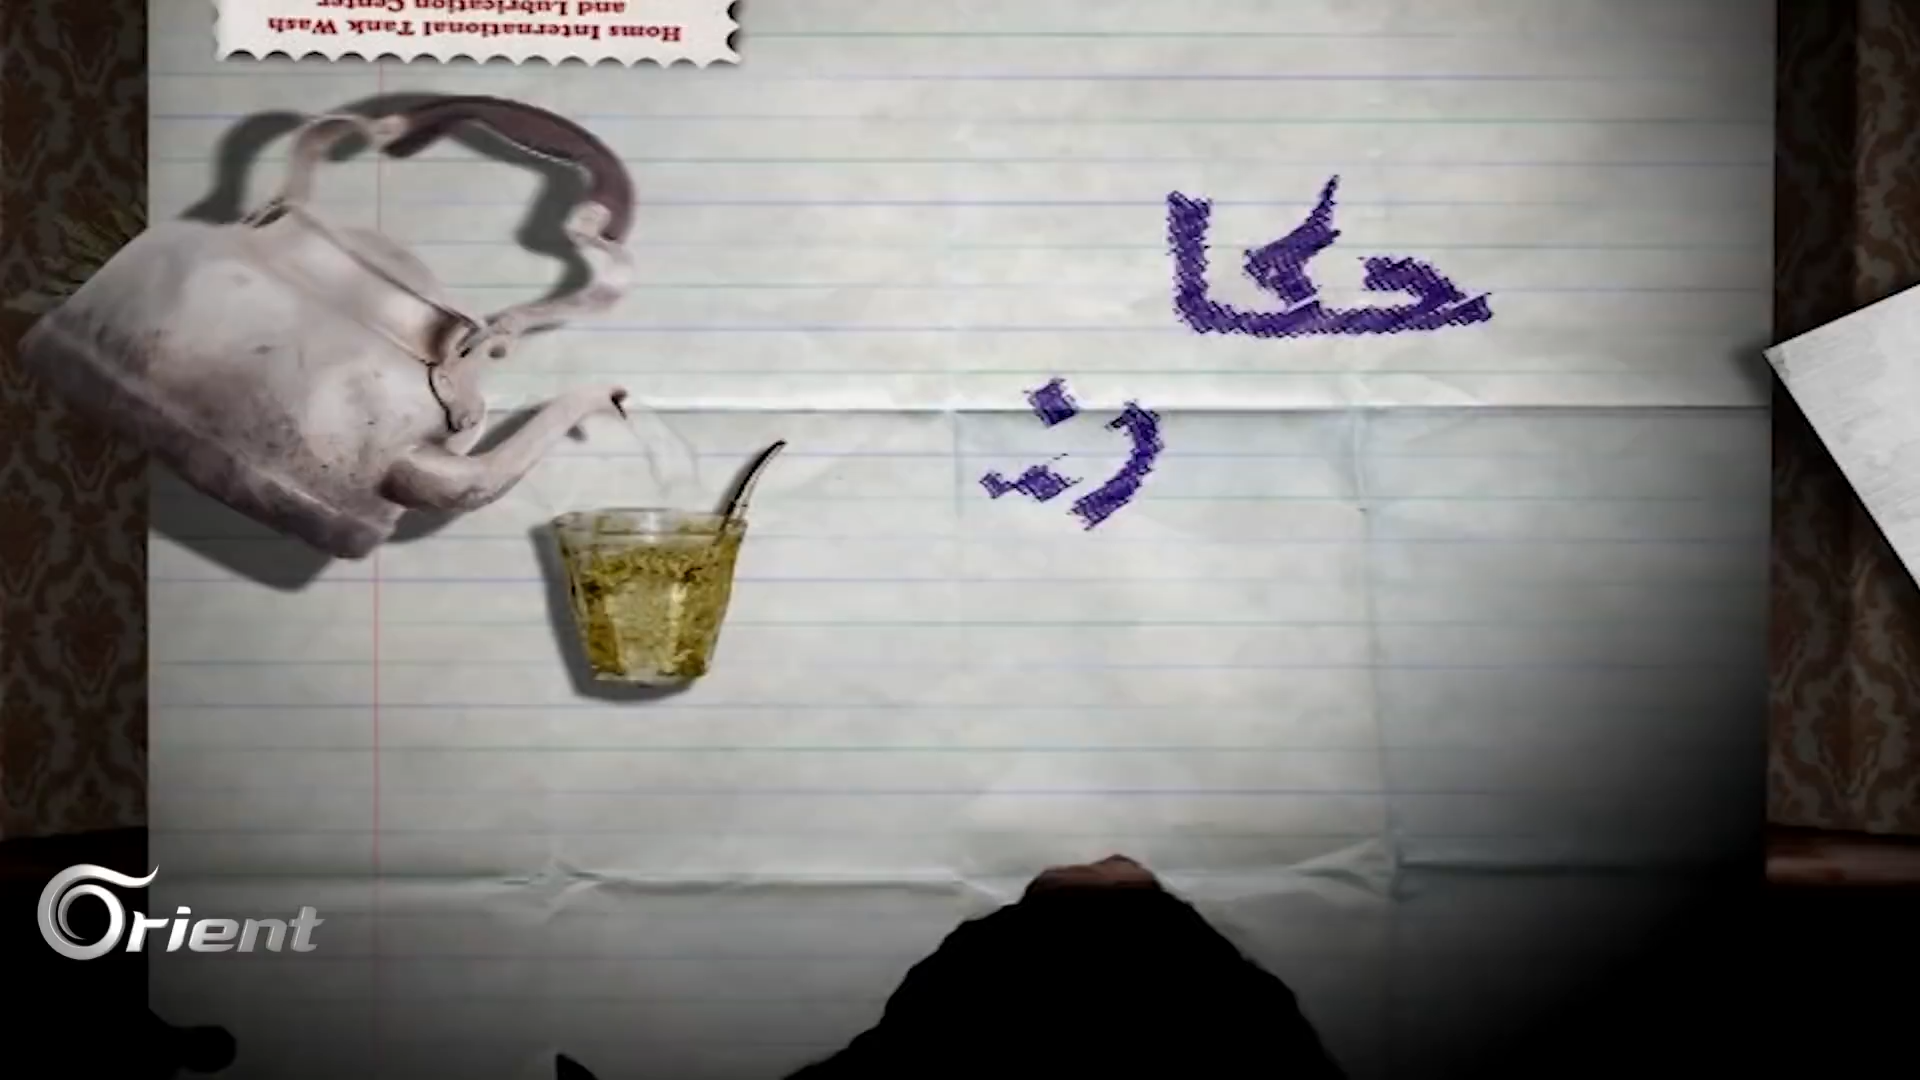 Homs International Tank Wash
and Lubrication Center
حكا
Orient